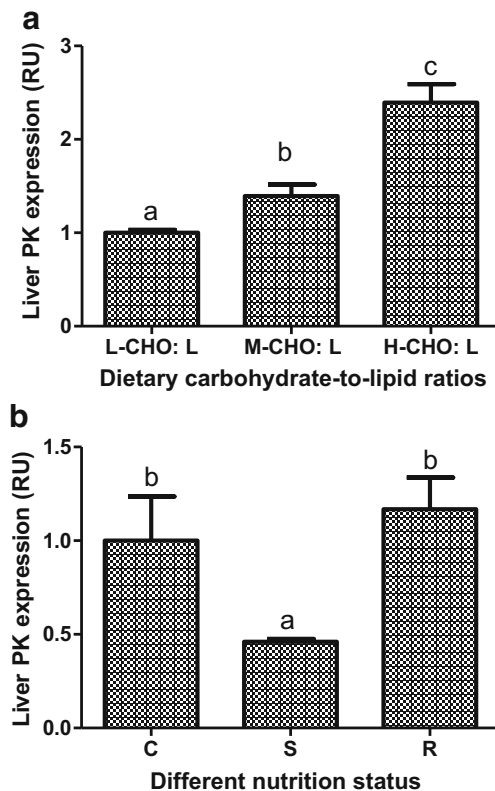 a
Liver PK expression (RU)
3
2
1
0
a
b
c
L-CHO: L M-CHO: L H-CHO: L
Dietary carbohydrate-to-lipid ratios
b
Liver PK expression (RU)
1.5
1.0
0.5
0.0
b
a
b
C S R
Different nutrition status